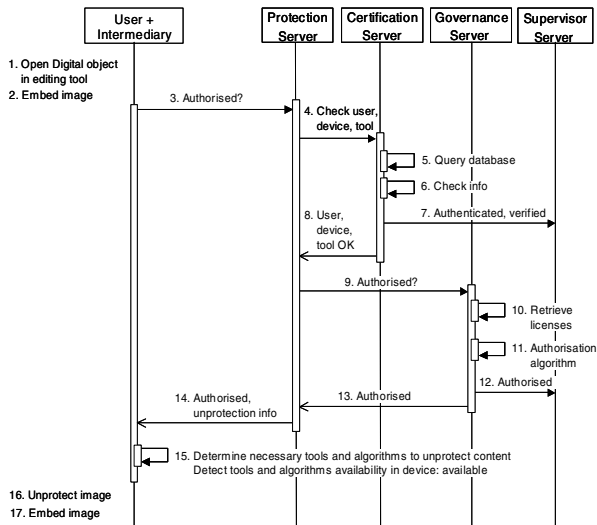 User +
Intermediary
Protection
Server
Certification
Server
Governance
Server
Supervisor
Server
1. Open Digital object
in editing tool
2. Embed image
3. Authorised?
4. Check user,
device, tool
5. Query database
6. Check info
7. Authenticated, verified
8. User,
device,
tool OK
9. Authorised?
10. Retrieve
licenses
11. Authorisation
algorithm
12. Authorised
13. Authorised
14. Authorised,
unprotection info
15. Determine necessary tools and algorithms to unprotect content
Detect tools and algorithms availability in device: available
16. Unprotect image
17. Embed image